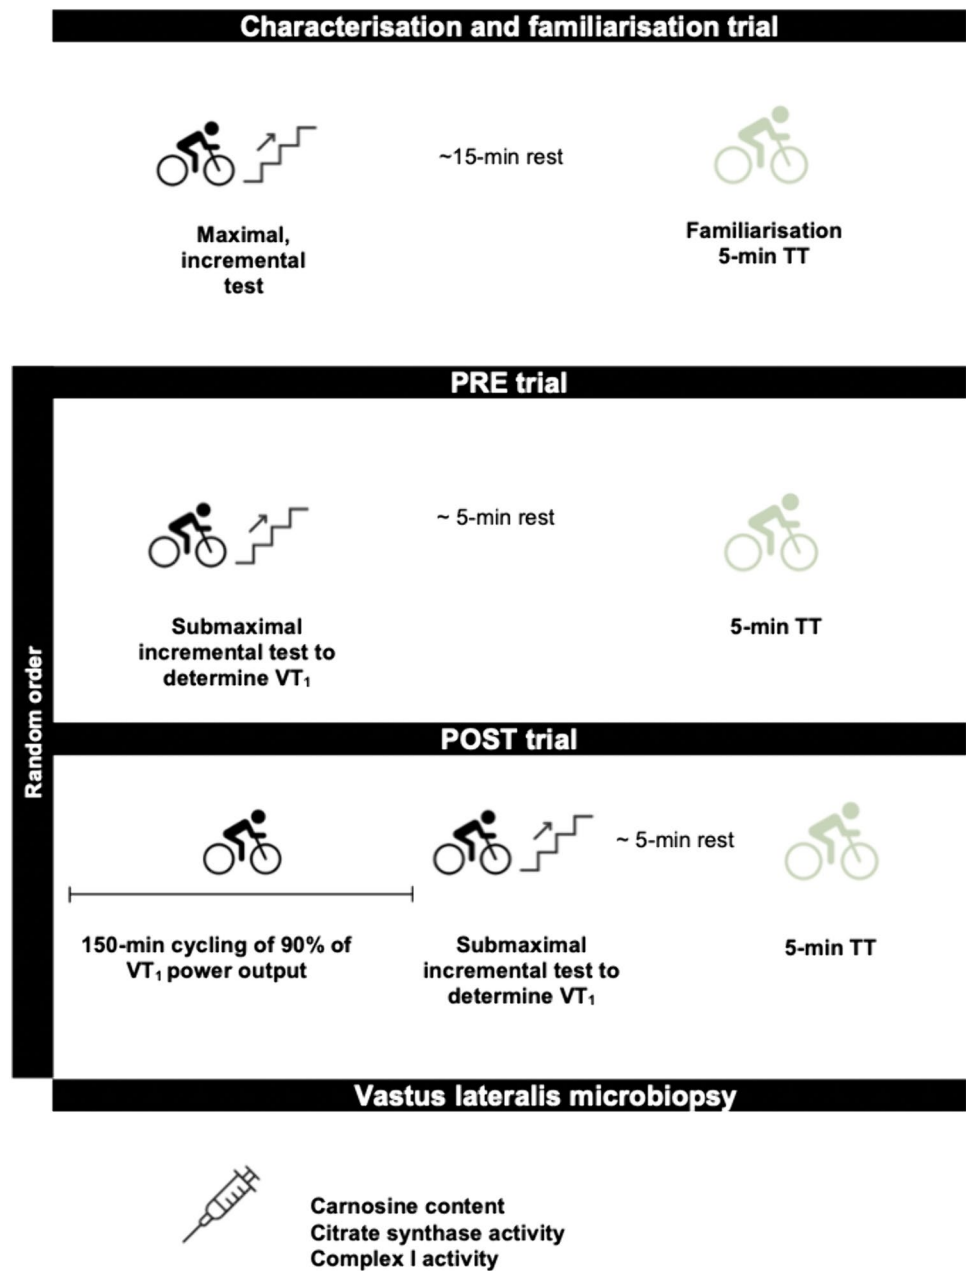 Characterisation and familiarisation trial
~15-min rest
Maximal,
incremental
test
Familiarisation
5-min TT
Random order
PRE trial
~ 5-min rest
Submaximal
incremental test to
determine VT₁
5-min TT
POST trial
~ 5-min rest
150-min cycling of 90% of
VT₁ power output
Submaximal
incremental test to
determine VT₁
5-min TT
Vastus lateralis microbiopsy
Carnosine content
Citrate synthase activity
Complex I activity